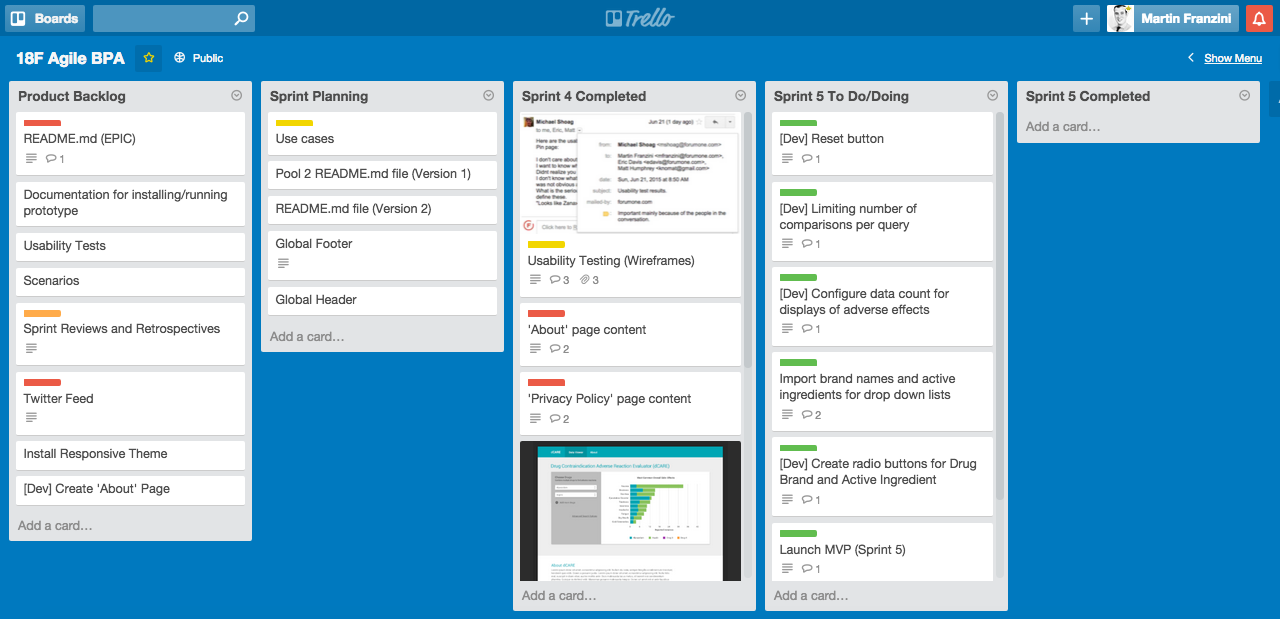 Boards
Trello
Martin Franzini
18F Agile BPA
Public
Show Menu
Product Backlog
README.md (EPIC)
1
Documentation for installing/running
prototype
Usability Tests
Scenarios
Sprint Reviews and Retrospectives
Twitter Feed
Install Responsive Theme
[Dev] Create 'About' Page
Add a card…
Sprint Planning
Use cases
Pool 2 README.md file (Version 1)
README.md file (Version 2)
Global Footer
Global Header
Add a card…
Sprint 4 Completed
Michael Shoag
Jun 21 (1 day ago)
to me, Eric, Matt
Here are the usa
Pin page:
I don't care about
I want to know wh
Didnt realize you
I don't know what
was not obvious
What is the serio
define these.
"Looks like Zanax
from: Michael Shoag <mshoag@forumone.com>
to: Martin Franzini <mfranzini@forumone.com>,
Eric Davis <edavis@forumone.com>,
Matt Humphrey <knomat@gmail.com>
date: Sun, Jun 21, 2015 at 8:50 AM
subject: Usability test results.
mailed-by: forumone.com
Important mainly because of the people in the
conversation.
Click here to
Usability Testing (Wireframes)
3
3
'About' page content
2
'Privacy Policy' page content
2
Drug Contraindication Adverse Reaction Evaluator (dCARE)
About dCARE
Add a card…
Sprint 5 To Do/Doing
[Dev] Reset button
1
[Dev] Limiting number of
comparisons per query
1
[Dev] Configure data count for
displays of adverse effects
1
Import brand names and active
ingredients for drop down lists
2
[Dev] Create radio buttons for Drug
Brand and Active Ingredient
1
Launch MVP (Sprint 5)
1
Add a card…
Sprint 5 Completed
Add a card…